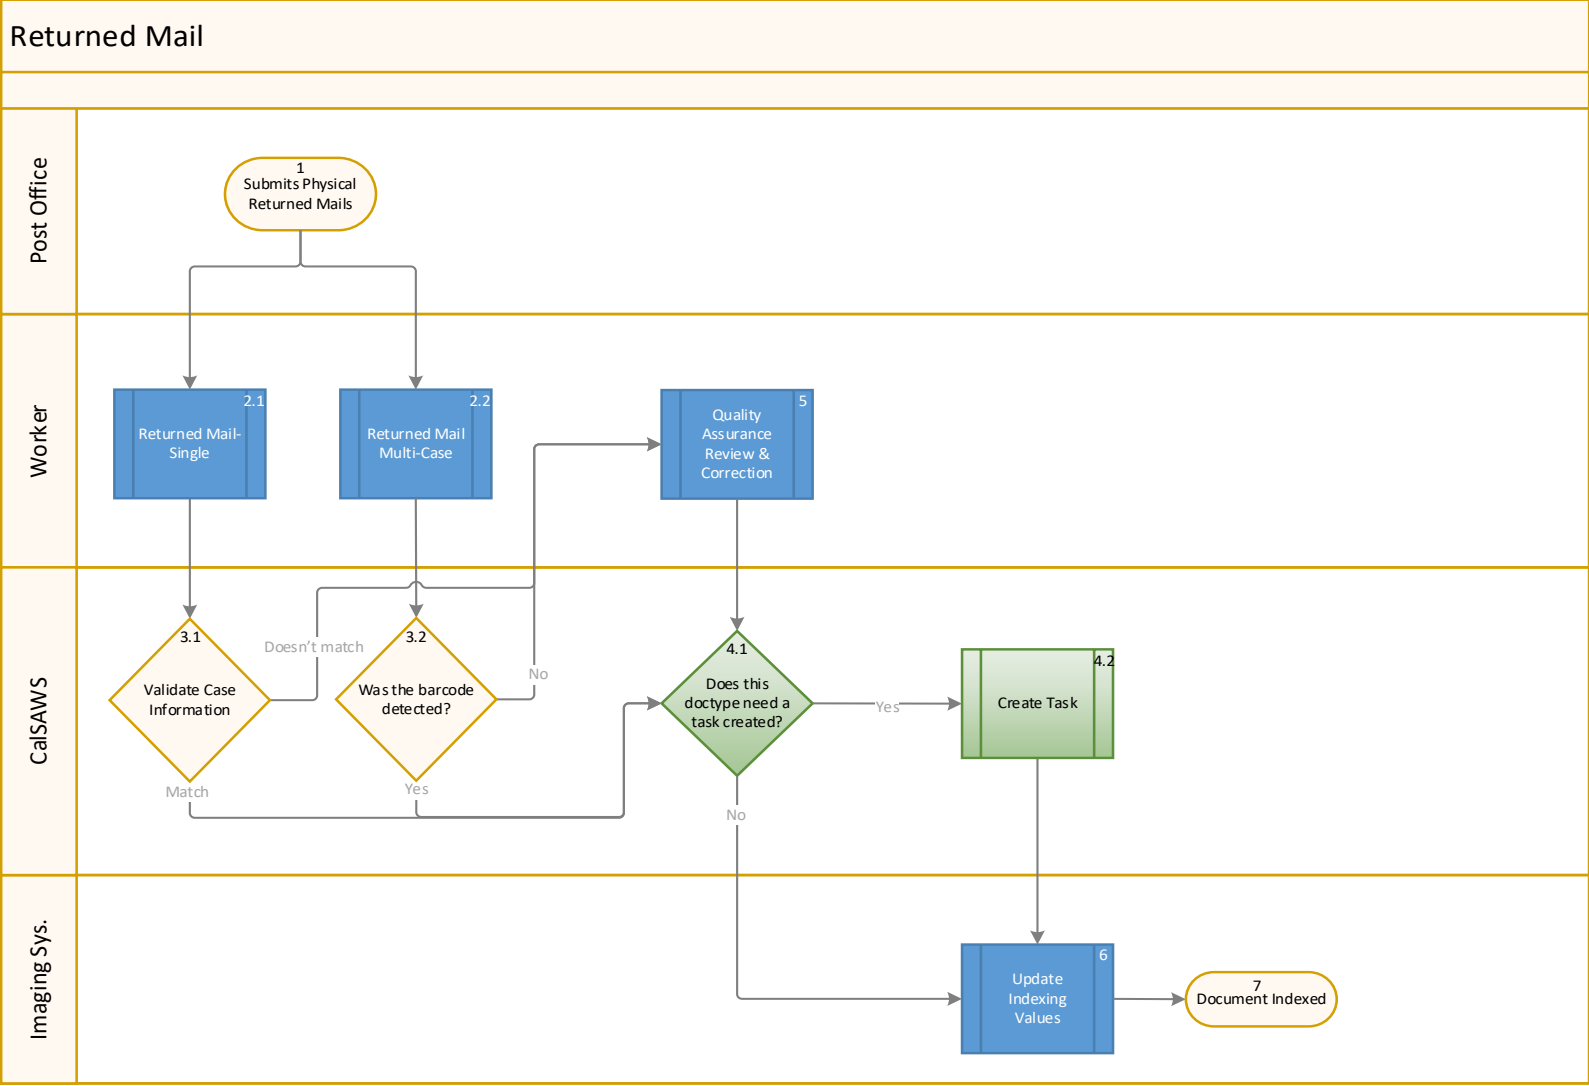 Returned Mail
Post Office
1
Submits Physical
Returned Mails
Worker
2.1
Returned Mail-
Single
2.2
Returned Mail
Multi-Case
5
Quality
Assurance
Review &
Correction
CalSAWS
3.1
Validate Case
Information
Doesn't match
Match
3.2
Was the barcode
detected?
No
Yes
4.1
Does this
doctype need a
task created?
Yes
No
4.2
Create Task
Imaging Sys.
6
Update
Indexing
Values
7
Document Indexed